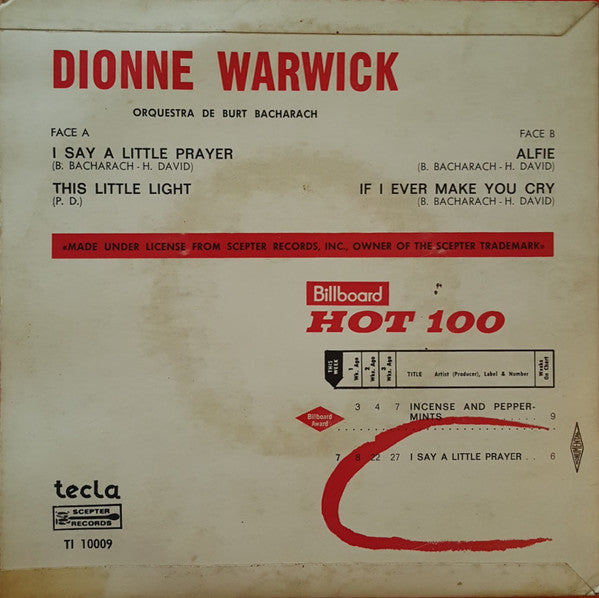 DIONNE WARWICK
ORQUESTRA DE BURT BACHARACH
FACE A
I SAY A LITTLE PRAYER
(B. BACHARACH - H. DAVID)
THIS LITTLE LIGHT
(P. D.)
FACE B
ALFIE
(B. BACHARACH - H. DAVID)
IF I EVER MAKE YOU CRY
(B. BACHARACH - H. DAVID)
«MADE UNDER LICENSE FROM SCEPTER RECORDS, INC., OWNER OF THE SCEPTER TRADEMARK»
Billboard
HOT 100
THIS WEEK
1 Wk. Ago
2 Wks. Ago
3 Wks. Ago
TITLE Artist (Producer), Label & Number
Weeks On Chart
Billboard Award
3 4 7 INCENSE AND PEPPER-
MINTS . . . . . . . . . . . . 9
7 8 22 27 I SAY A LITTLE PRAYER . . 6
tecla
SCEPTER
RECORDS
TI 10009